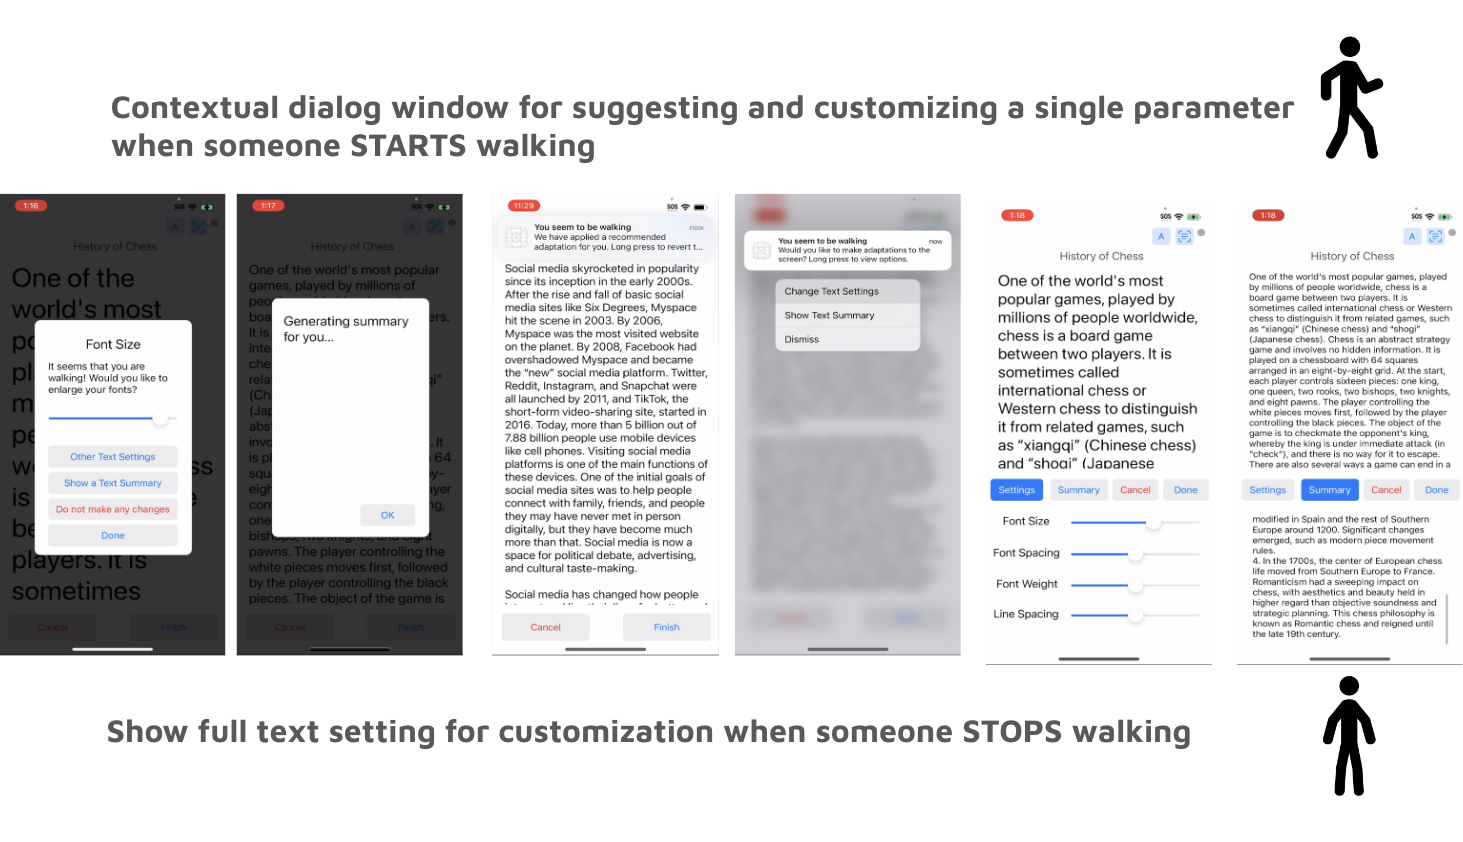 Contextual dialog window for suggesting and customizing a single parameter
when someone STARTS walking
1:16
SOS
A
History of Chess
One of the
world's most
Font Size
It seems that you are
walking! Would you like to
enlarge your fonts?
Other Text Settings
Show a Text Summary
Do not make any changes
Done
players. It is
sometimes
Cancel
Finish
1:17
SOS
A
History of Chess
One of the world's most popular
games, played by millions of
Generating summary
for you...
OK
pawns. The player controlling the
white pieces moves first, followed
by the player controlling the black
pieces. The object of the game is
Cancel
Finish
11:29
SOS
You seem to be walking
now
We have applied a recommended
adaptation for you. Long press to revert t...
Social media skyrocketed in popularity
since its inception in the early 2000s.
After the rise and fall of basic social
media sites like Six Degrees, Myspace
hit the scene in 2003. By 2006,
Myspace was the most visited website
on the planet. By 2008, Facebook had
overshadowed Myspace and became
the “new” social media platform. Twitter,
Reddit, Instagram, and Snapchat were
all launched by 2011, and TikTok, the
short-form video-sharing site, started in
2016. Today, more than 5 billion out of
7.88 billion people use mobile devices
like cell phones. Visiting social media
platforms is one of the main functions of
these devices. One of the initial goals of
social media sites was to help people
connect with family, friends, and people
they may have never met in person
digitally, but they have become much
more than that. Social media is now a
space for political debate, advertising,
and cultural taste-making.
Social media has changed how people
Cancel
Finish
You seem to be walking
now
Would you like to make adaptations to the
screen? Long press to view options.
Change Text Settings
Show Text Summary
Dismiss
1:18
SOS
A
History of Chess
One of the world's most
popular games, played by
millions of people worldwide,
chess is a board game
between two players. It is
sometimes called
international chess or
Western chess to distinguish
it from related games, such
as “xiangqi” (Chinese chess)
and “shogi” (Japanese
Settings
Summary
Cancel
Done
Font Size
Font Spacing
Font Weight
Line Spacing
1:18
SOS
A
History of Chess
One of the world's most popular games, played
by millions of people worldwide, chess is a
board game between two players. It is
sometimes called international chess or Western
chess to distinguish it from related games, such
as “xiangqi” (Chinese chess) and “shogi”
(Japanese chess). Chess is an abstract strategy
game and involves no hidden information. It is
played on a chessboard with 64 squares
arranged in an eight-by-eight grid. At the start,
each player controls sixteen pieces: one king,
one queen, two rooks, two bishops, two knights,
and eight pawns. The player controlling the
white pieces moves first, followed by the player
controlling the black pieces. The object of the
game is to checkmate the opponent's king,
whereby the king is under immediate attack (in
“check”), and there is no way for it to escape.
There are also several ways a game can end in a
Settings
Summary
Cancel
Done
modified in Spain and the rest of Southern
Europe around 1200. Significant changes
emerged, such as modern piece movement
rules.
4. In the 1700s, the center of European chess
life moved from Southern Europe to France.
Romanticism had a sweeping impact on
chess, with aesthetics and beauty held in
higher regard than objective soundness and
strategic planning. This chess philosophy is
known as Romantic chess and reigned until
the late 19th century.
Show full text setting for customization when someone STOPS walking